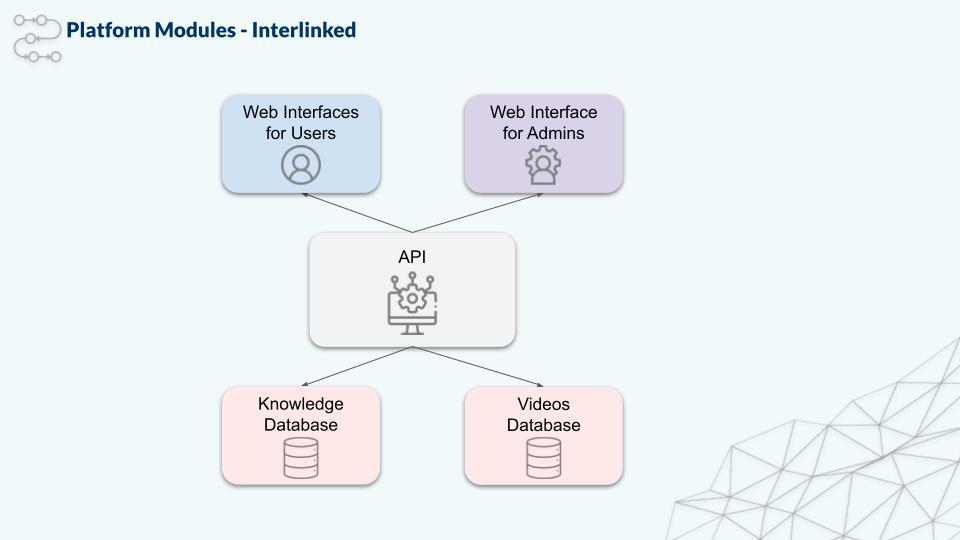 Platform Modules - Interlinked
Web Interfaces
for Users
Web Interface
for Admins
API
Knowledge
Database
Videos
Database